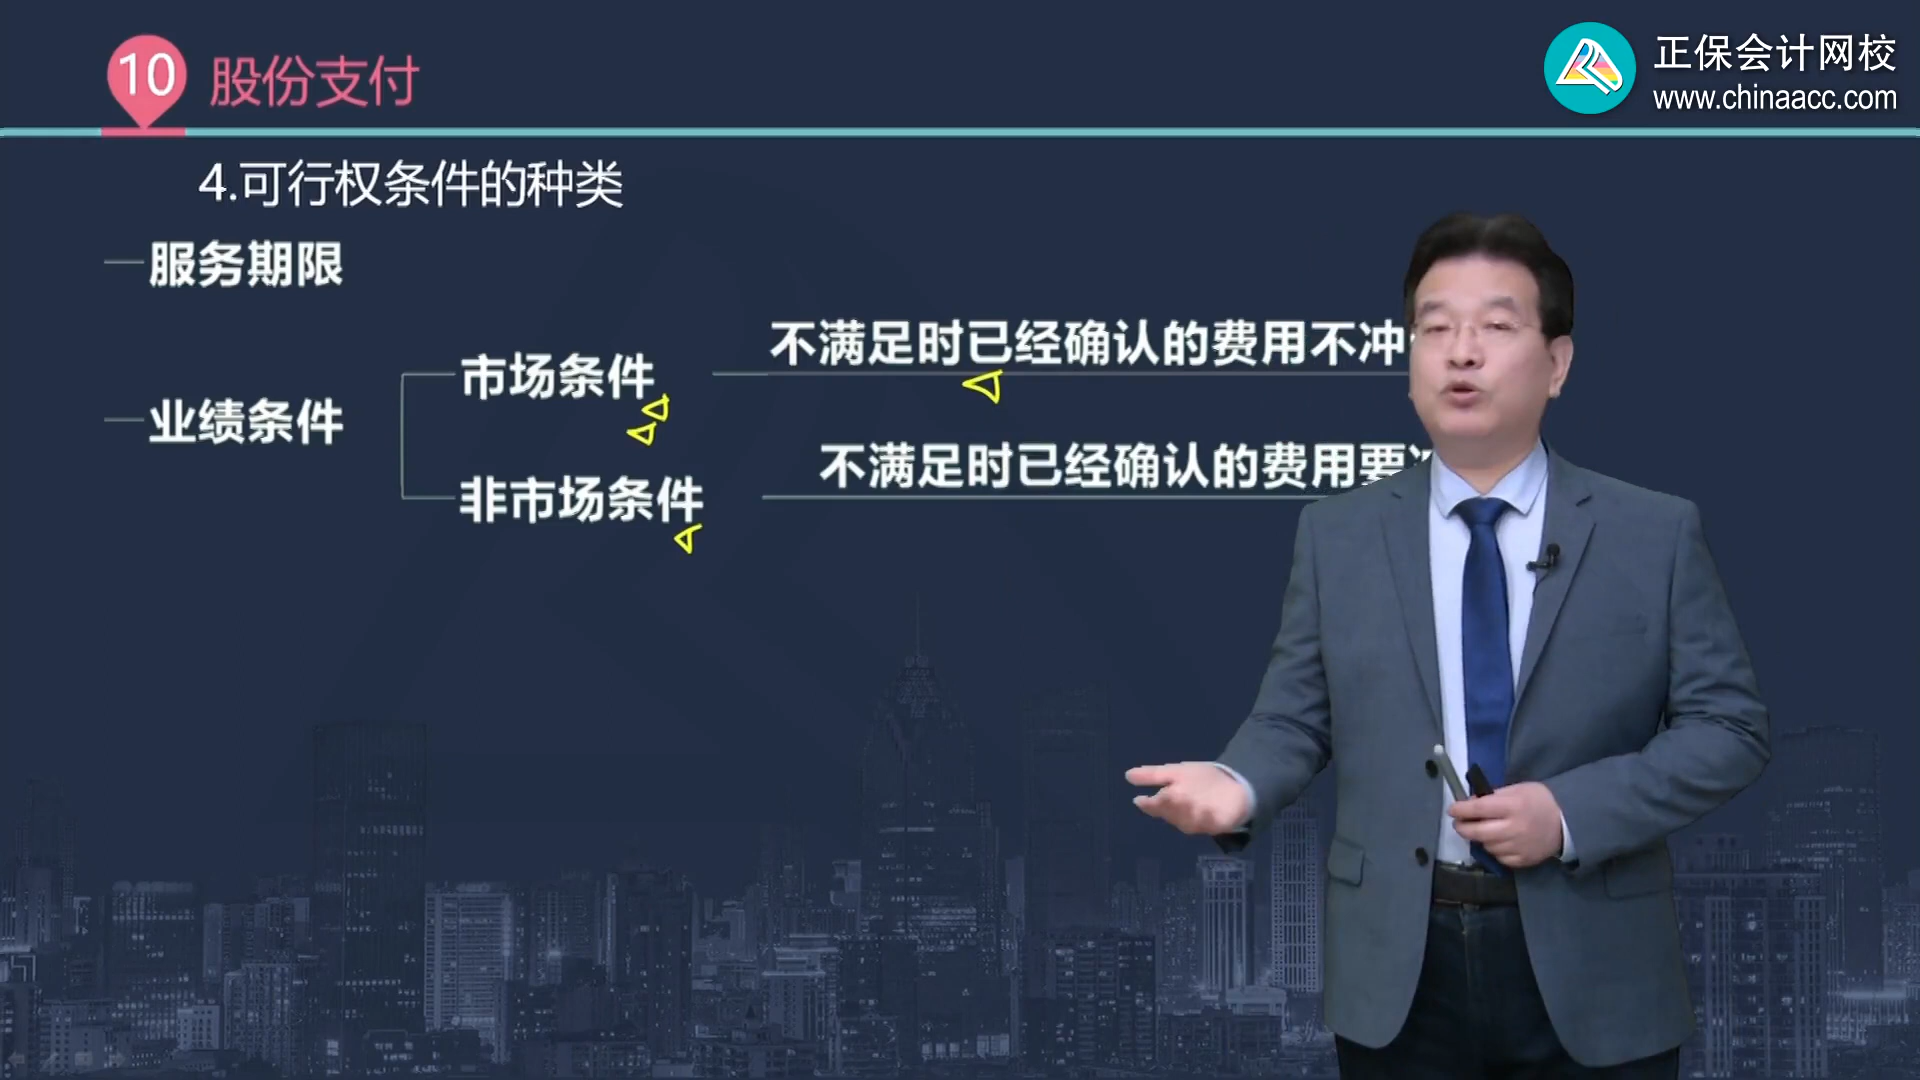 10 股份支付
正保会计网校
www.chinaacc.com
4.可行权条件的种类
服务期限
不满足时已经确认的费用不冲
市场条件
业绩条件
不满足时已经确认的费用要
非市场条件